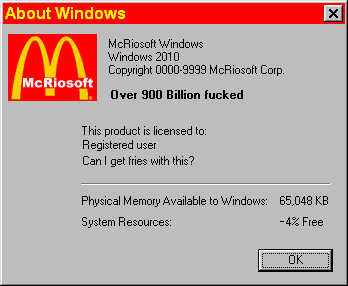 About Windows
McRiosoft
McRiosoft Windows
Windows 2010
Copyright 0000-9999 McRiosoft Corp.
Over 900 Billion fucked
This product is licensed to:
Registered user
Can I get fries with this?
Physical Memory Available to Windows: 65,048 KB
System Resources: -4% Free
OK